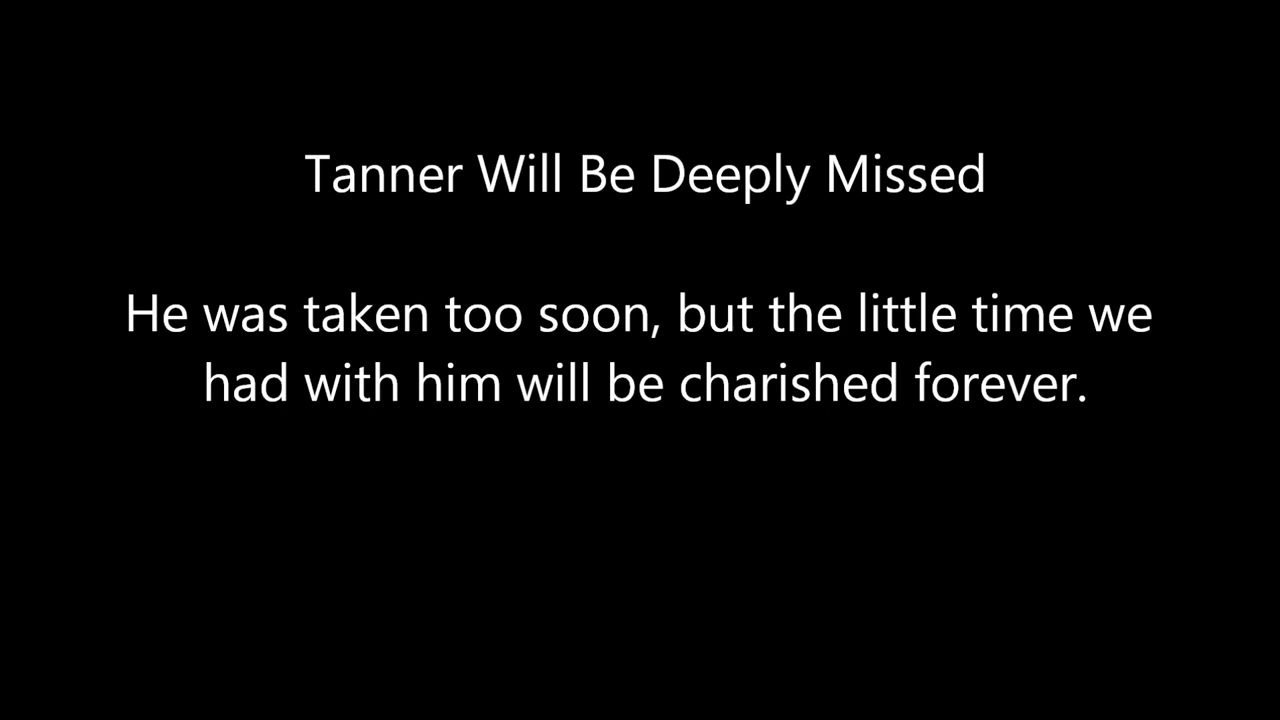 Tanner Will Be Deeply Missed
He was taken too soon, but the little time we
had with him will be charished forever.